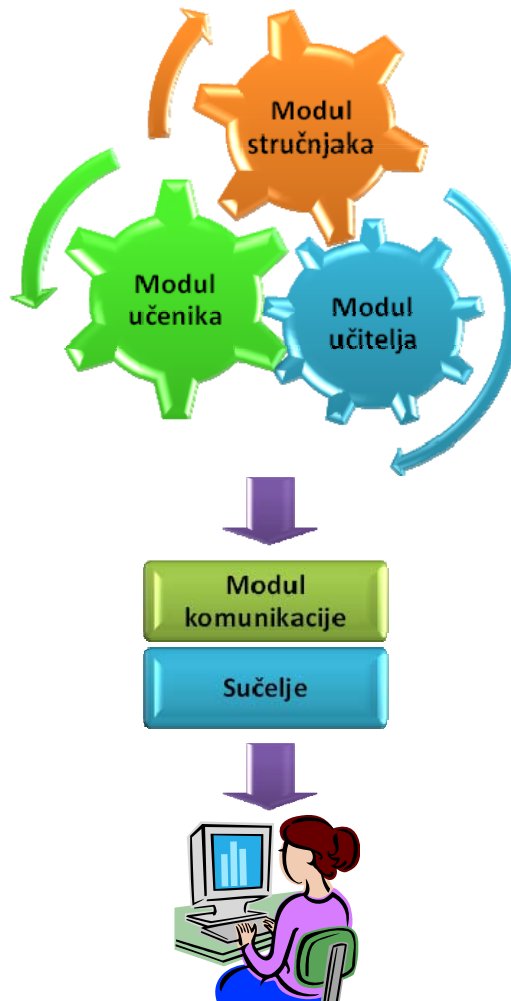 Modul
stručnjaka
Modul
učenika
Modul
učitelja
Modul
komunikacije
Sučelje